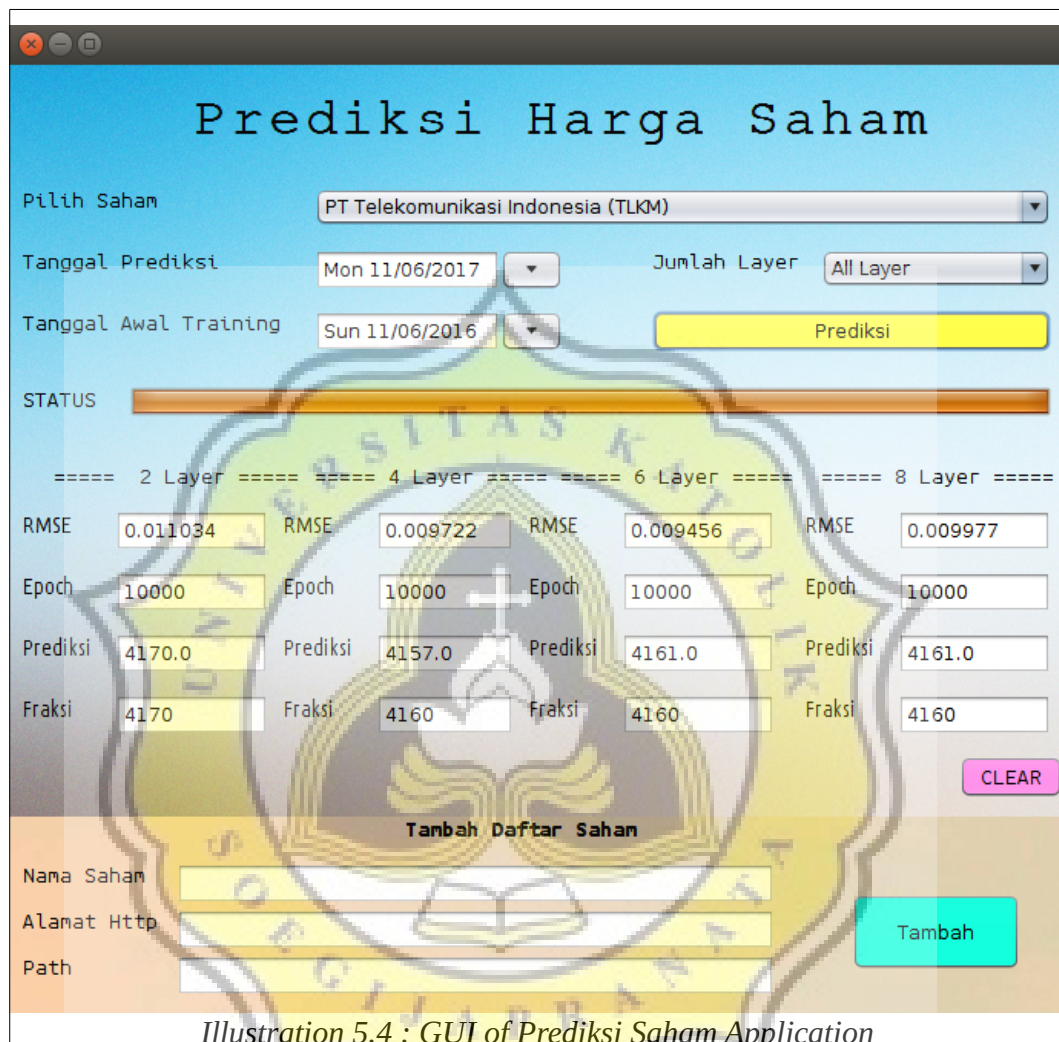 Prediksi Harga Saham
Pilih Saham PT Telekomunikasi Indonesia (TLKM)
Tanggal Prediksi Mon 11/06/2017 Jumlah Layer All Layer
Tanggal Awal Training Sun 11/06/2016 Prediksi
STATUS
===== 2 Layer ===== ===== 4 Layer ===== ===== 6 Layer ===== ===== 8 Layer =====
RMSE 0.011034 RMSE 0.009722 RMSE 0.009456 RMSE 0.009977
Epoch 10000 Epoch 10000 Epoch 10000 Epoch 10000
Prediksi 4170.0 Prediksi 4157.0 Prediksi 4161.0 Prediksi 4161.0
Fraksi 4170 Fraksi 4160 Fraksi 4160 Fraksi 4160
CLEAR
Tambah Daftar Saham
Nama Saham
Alamat Http
Path
Tambah
UNIVERSITAS KATOLIK
SOEGIJAPRANATA
Illustration 5.4 : GUI of Prediksi Saham Application